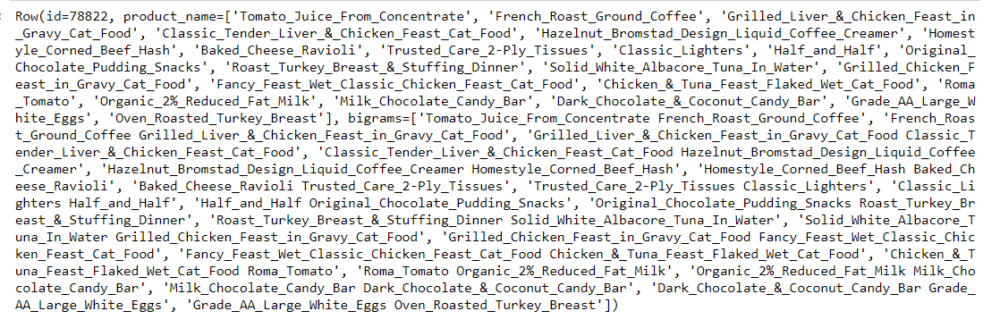 Row(id=78822, product_name=['Tomato_Juice_From_Concentrate', 'French_Roast_Ground_Coffee', 'Grilled_Liver_&_Chicken_Feast_in
_Gravy_Cat_Food', 'Classic_Tender_Liver_&_Chicken_Feast_Cat_Food', 'Hazelnut_Bromstad_Design_Liquid_Coffee_Creamer', 'Homest
yle_Corned_Beef_Hash', 'Baked_Cheese_Ravioli', 'Trusted_Care_2-Ply_Tissues', 'Classic_Lighters', 'Half_and_Half', 'Original_
Chocolate_Pudding_Snacks', 'Roast_Turkey_Breast_&_Stuffing_Dinner', 'Solid_White_Albacore_Tuna_In_Water', 'Grilled_Chicken_F
east_in_Gravy_Cat_Food', 'Fancy_Feast_Wet_Classic_Chicken_Feast_Cat_Food', 'Chicken_&_Tuna_Feast_Flaked_Wet_Cat_Food', 'Roma
_Tomato', 'Organic_2%_Reduced_Fat_Milk', 'Milk_Chocolate_Candy_Bar', 'Dark_Chocolate_&_Coconut_Candy_Bar', 'Grade_AA_Large_W
hite_Eggs', 'Oven_Roasted_Turkey_Breast'], bigrams=['Tomato_Juice_From_Concentrate French_Roast_Ground_Coffee', 'French_Roas
t_Ground_Coffee Grilled_Liver_&_Chicken_Feast_in_Gravy_Cat_Food', 'Grilled_Liver_&_Chicken_Feast_in_Gravy_Cat_Food Classic_T
ender_Liver_&_Chicken_Feast_Cat_Food', 'Classic_Tender_Liver_&_Chicken_Feast_Cat_Food Hazelnut_Bromstad_Design_Liquid_Coffee
_Creamer', 'Hazelnut_Bromstad_Design_Liquid_Coffee_Creamer Homestyle_Corned_Beef_Hash', 'Homestyle_Corned_Beef_Hash Baked_Ch
eese_Ravioli', 'Baked_Cheese_Ravioli Trusted_Care_2-Ply_Tissues', 'Trusted_Care_2-Ply_Tissues Classic_Lighters', 'Classic_Li
ghters Half_and_Half', 'Half_and_Half Original_Chocolate_Pudding_Snacks', 'Original_Chocolate_Pudding_Snacks Roast_Turkey_Br
east_&_Stuffing_Dinner', 'Roast_Turkey_Breast_&_Stuffing_Dinner Solid_White_Albacore_Tuna_In_Water', 'Solid_White_Albacore_T
una_In_Water Grilled_Chicken_Feast_in_Gravy_Cat_Food', 'Grilled_Chicken_Feast_in_Gravy_Cat_Food Fancy_Feast_Wet_Classic_Chic
ken_Feast_Cat_Food', 'Fancy_Feast_Wet_Classic_Chicken_Feast_Cat_Food Chicken_&_Tuna_Feast_Flaked_Wet_Cat_Food', 'Chicken_&_T
una_Feast_Flaked_Wet_Cat_Food Roma_Tomato', 'Roma_Tomato Organic_2%_Reduced_Fat_Milk', 'Organic_2%_Reduced_Fat_Milk Milk_Cho
colate_Candy_Bar', 'Milk_Chocolate_Candy_Bar Dark_Chocolate_&_Coconut_Candy_Bar', 'Dark_Chocolate_&_Coconut_Candy_Bar Grade_
AA_Large_White_Eggs', 'Grade_AA_Large_White_Eggs Oven_Roasted_Turkey_Breast'])